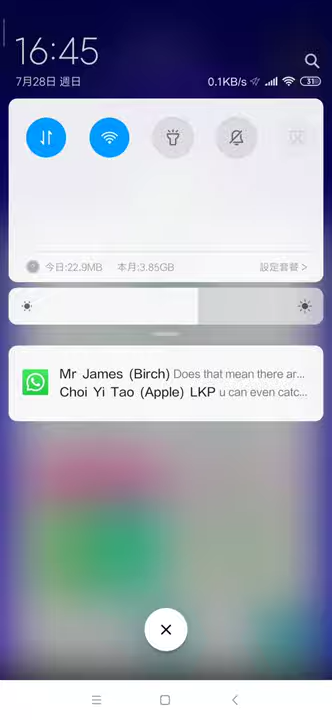 16:45
7月28日 週日
0.1KB/s
31
今日:22.9MB 本月:3.85GB 設定套餐 >
Mr James (Birch) Does that mean there ar...
Choi Yi Tao (Apple) LKP u can even catc...